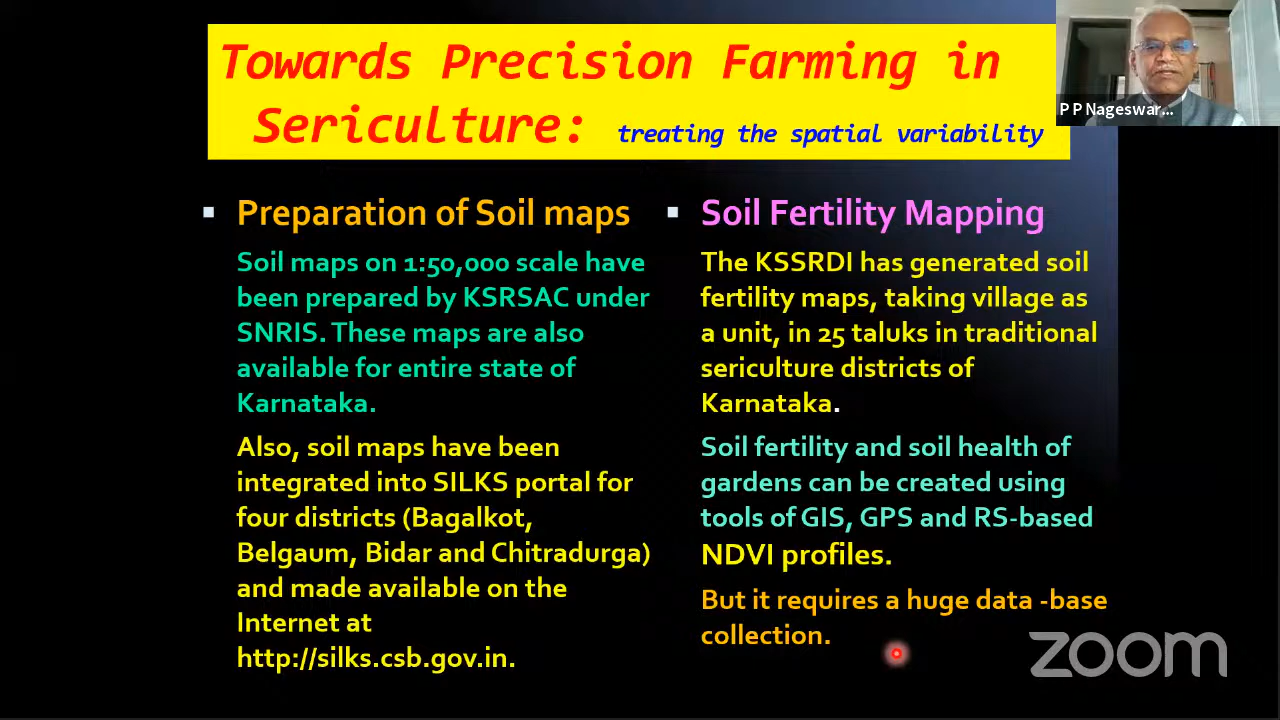 Towards Precision Farming in
Sericulture: treating the spatial variability
P P Nageswar...
Preparation of Soil maps
Soil maps on 1:50,000 scale have
been prepared by KSRSAC under
SNRIS. These maps are also
available for entire state of
Karnataka.
Also, soil maps have been
integrated into SILKS portal for
four districts (Bagalkot,
Belgaum, Bidar and Chitradurga)
and made available on the
Internet at
http://silks.csb.gov.in.
Soil Fertility Mapping
The KSSRDI has generated soil
fertility maps, taking village as
a unit, in 25 taluks in traditional
sericulture districts of
Karnataka.
Soil fertility and soil health of
gardens can be created using
tools of GIS, GPS and RS-based
NDVI profiles.
But it requires a huge data -base
collection.
zoom